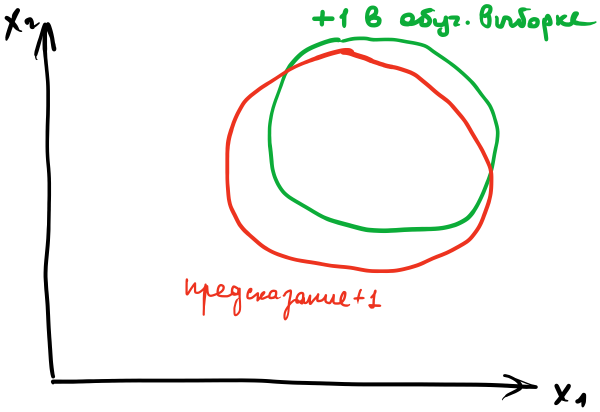 +1 в обуч. выборке
x₂
предсказание +1
x₁